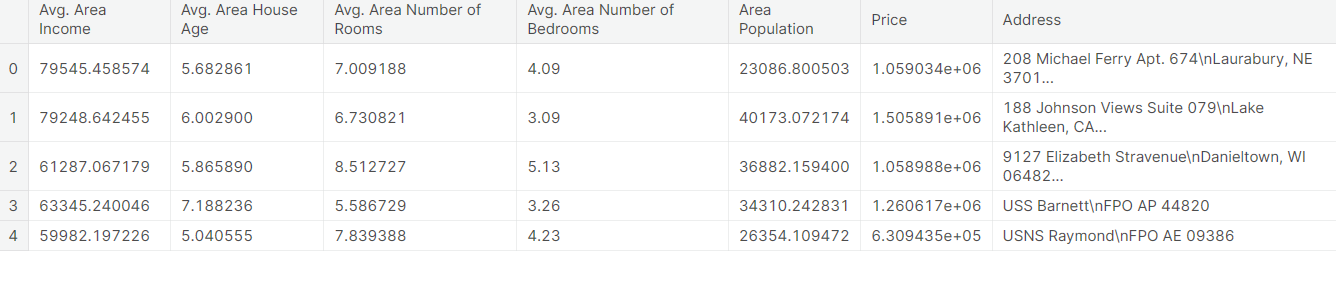 Avg. Area Income Avg. Area House Age Avg. Area Number of Rooms Avg. Area Number of Bedrooms Area Population Price Address
0 79545.458574 5.682861 7.009188 4.09 23086.800503 1.059034e+06 208 Michael Ferry Apt. 674\nLaurabury, NE 3701...
1 79248.642455 6.002900 6.730821 3.09 40173.072174 1.505891e+06 188 Johnson Views Suite 079\nLake Kathleen, CA...
2 61287.067179 5.865890 8.512727 5.13 36882.159400 1.058988e+06 9127 Elizabeth Stravenue\nDanieltown, WI 06482...
3 63345.240046 7.188236 5.586729 3.26 34310.242831 1.260617e+06 USS Barnett\nFPO AP 44820
4 59982.197226 5.040555 7.839388 4.23 26354.109472 6.309435e+05 USNS Raymond\nFPO AE 09386